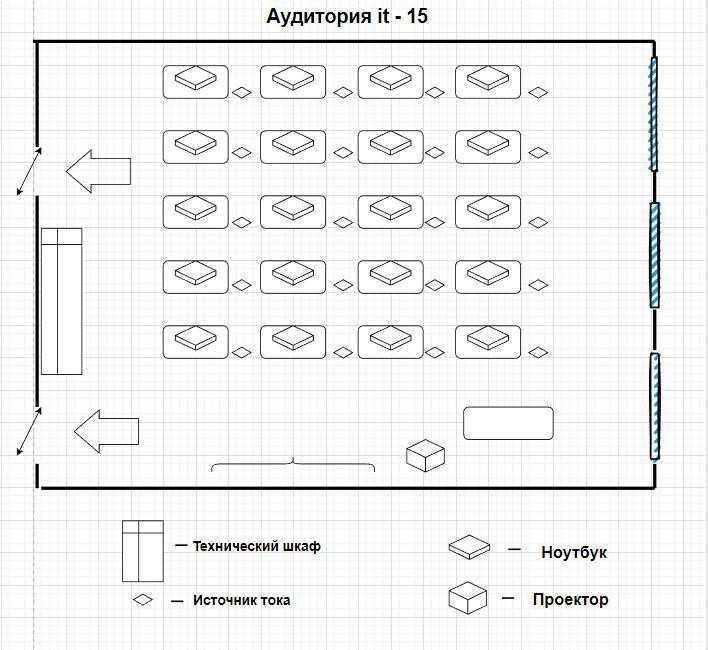 Аудитория it - 15
Технический шкаф
Ноутбук
Источник тока
Проектор